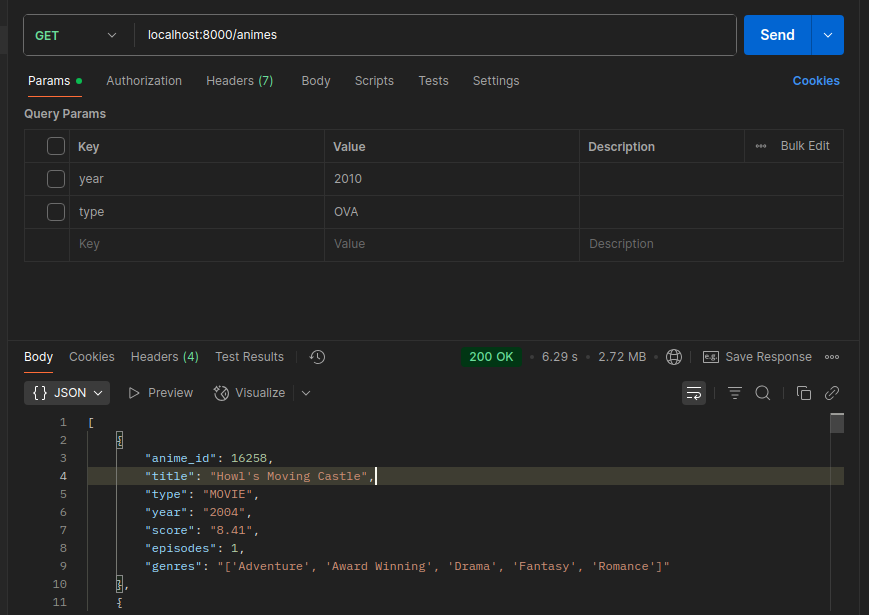 GET localhost:8000/animes Send
Params Authorization Headers (7) Body Scripts Tests Settings Cookies
Query Params
Key Value Description Bulk Edit
year 2010
type OVA
Key Value Description
Body Cookies Headers (4) Test Results 200 OK 6.29 s 2.72 MB e.g. Save Response
{} JSON Preview Visualize
1 [
2 {
3 "anime_id": 16258,
4 "title": "Howl's Moving Castle",
5 "type": "MOVIE",
6 "year": "2004",
7 "score": "8.41",
8 "episodes": 1,
9 "genres": "['Adventure', 'Award Winning', 'Drama', 'Fantasy', 'Romance']"
10 },
11 {